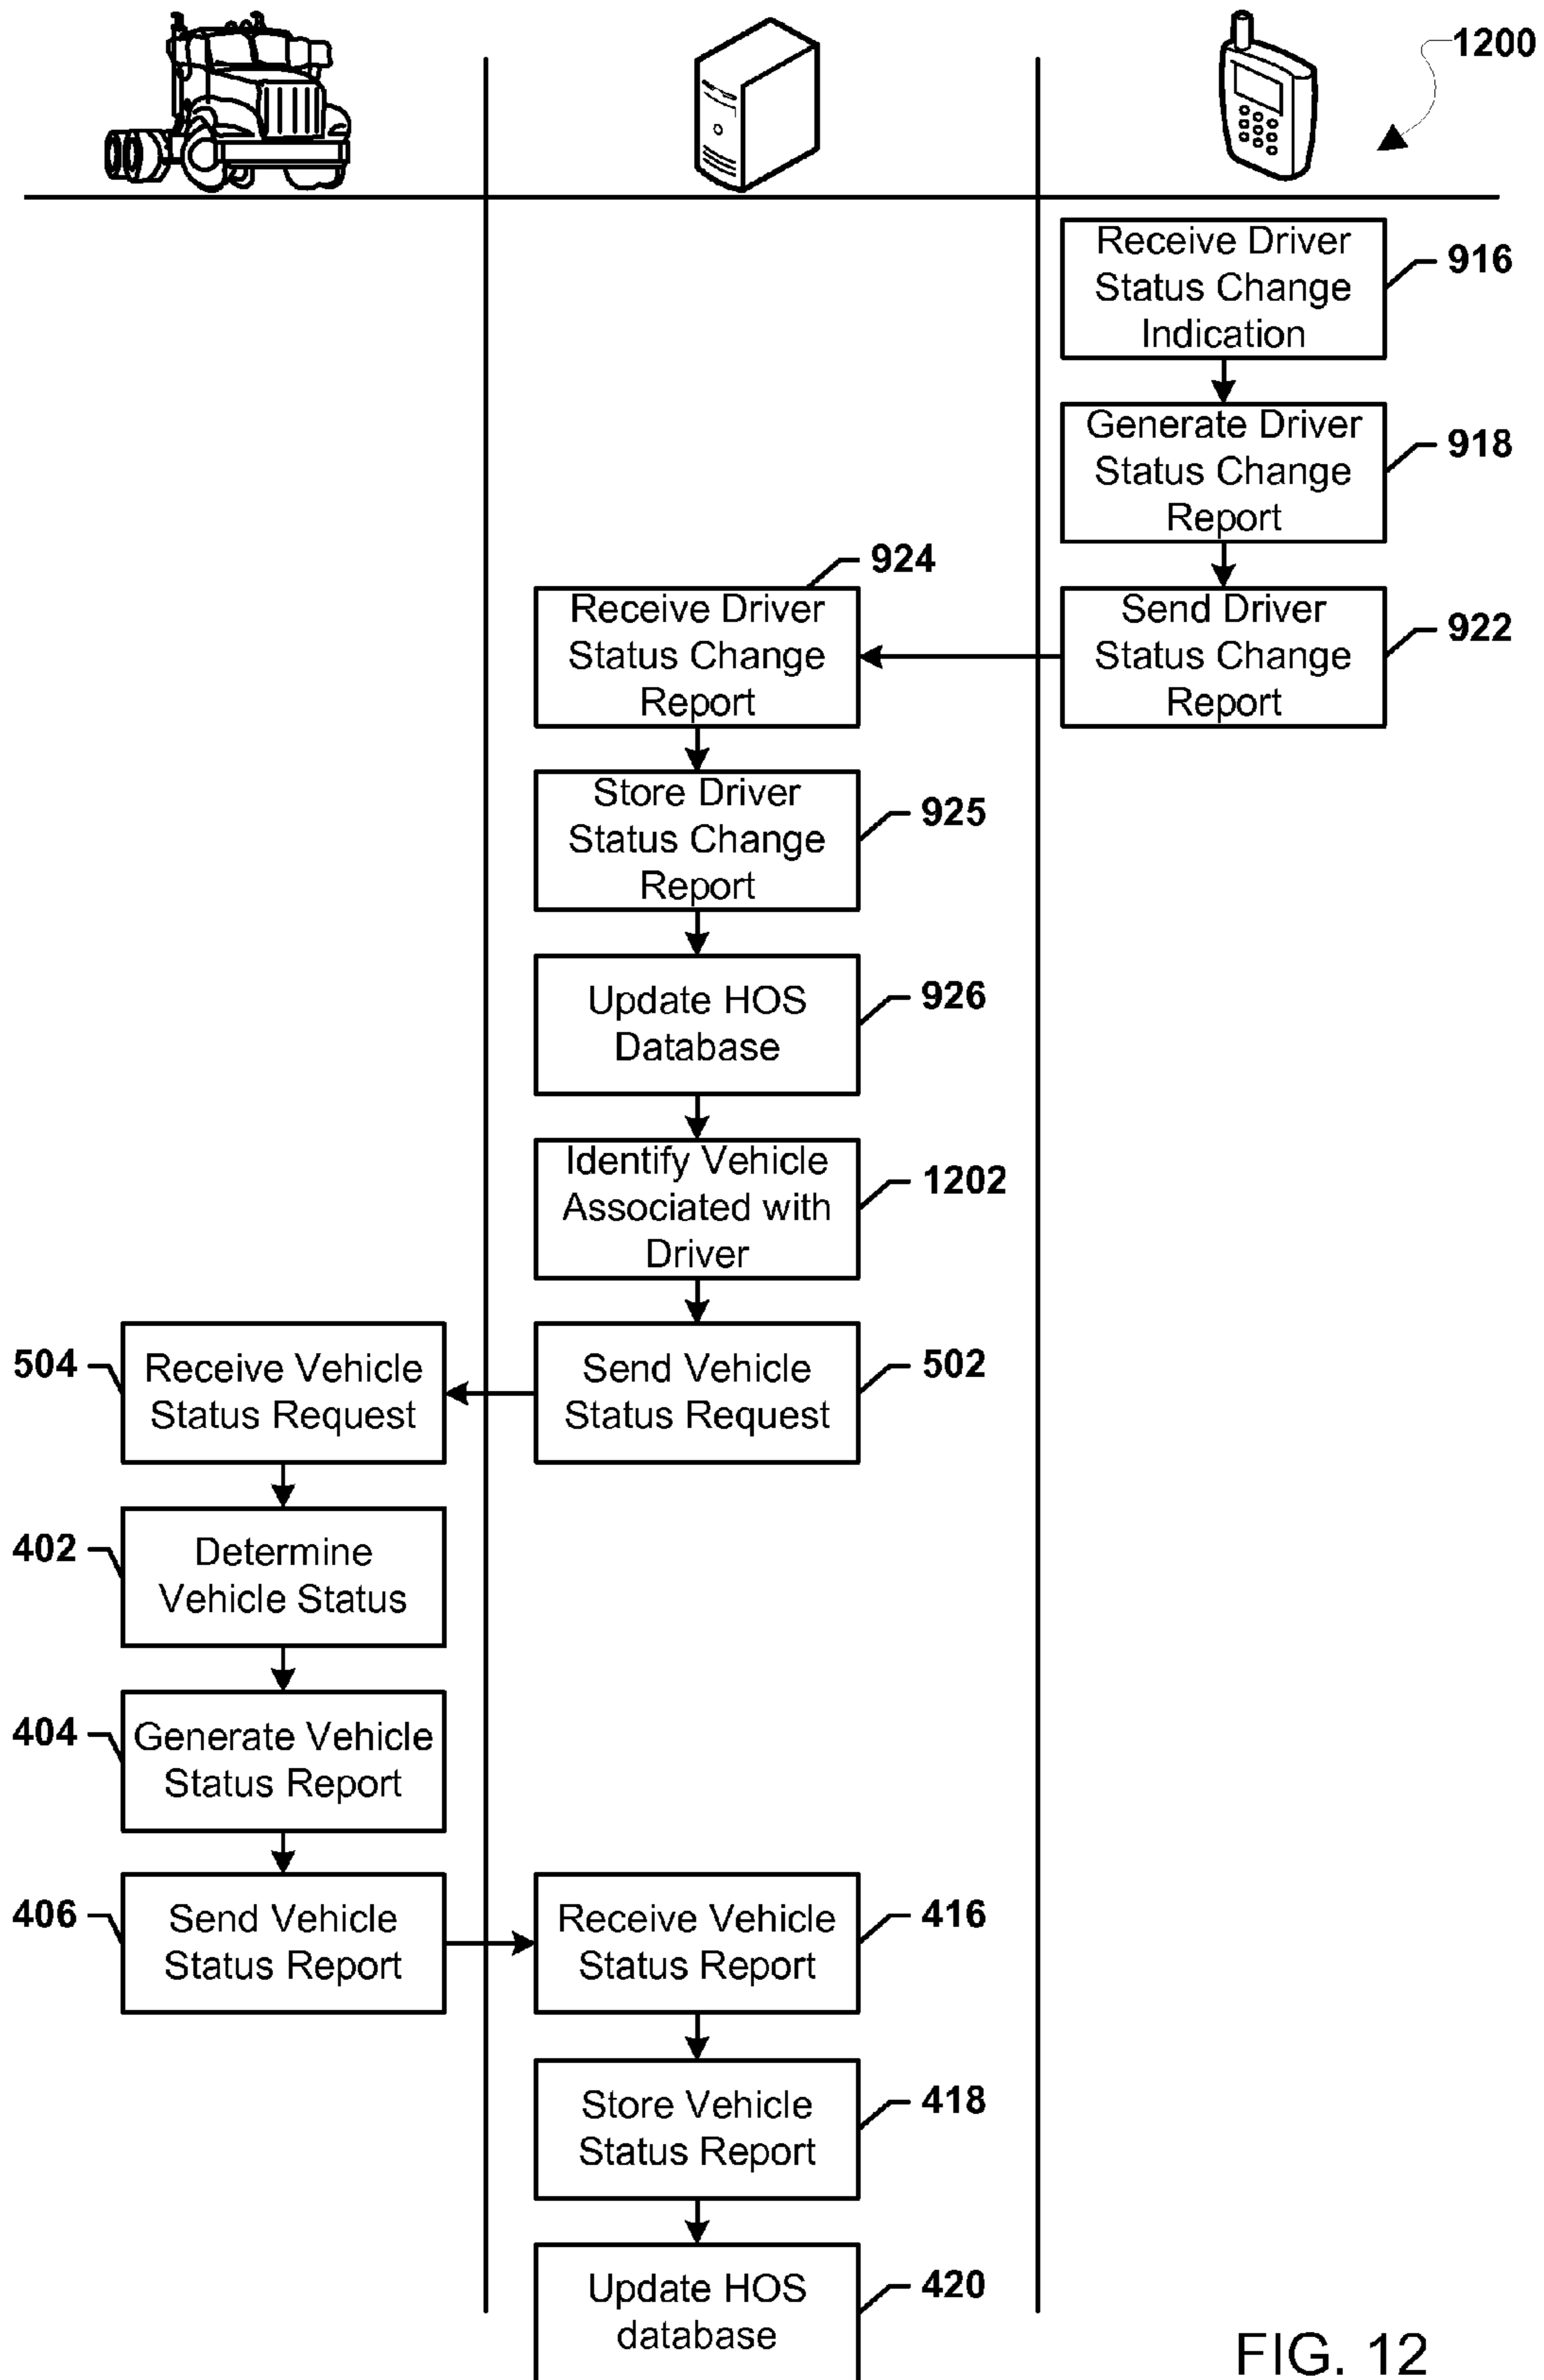 1200
Receive Driver
Status Change
Indication
916
Generate Driver
Status Change
Report
918
924
Receive Driver
Status Change
Report
Send Driver
Status Change
Report
922
Store Driver
Status Change
Report
925
Update HOS
Database
926
Identify Vehicle
Associated with
Driver
1202
504
Receive Vehicle
Status Request
Send Vehicle
Status Request
502
402
Determine
Vehicle Status
404
Generate Vehicle
Status Report
406
Send Vehicle
Status Report
Receive Vehicle
Status Report
416
Store Vehicle
Status Report
418
Update HOS
database
420
FIG. 12